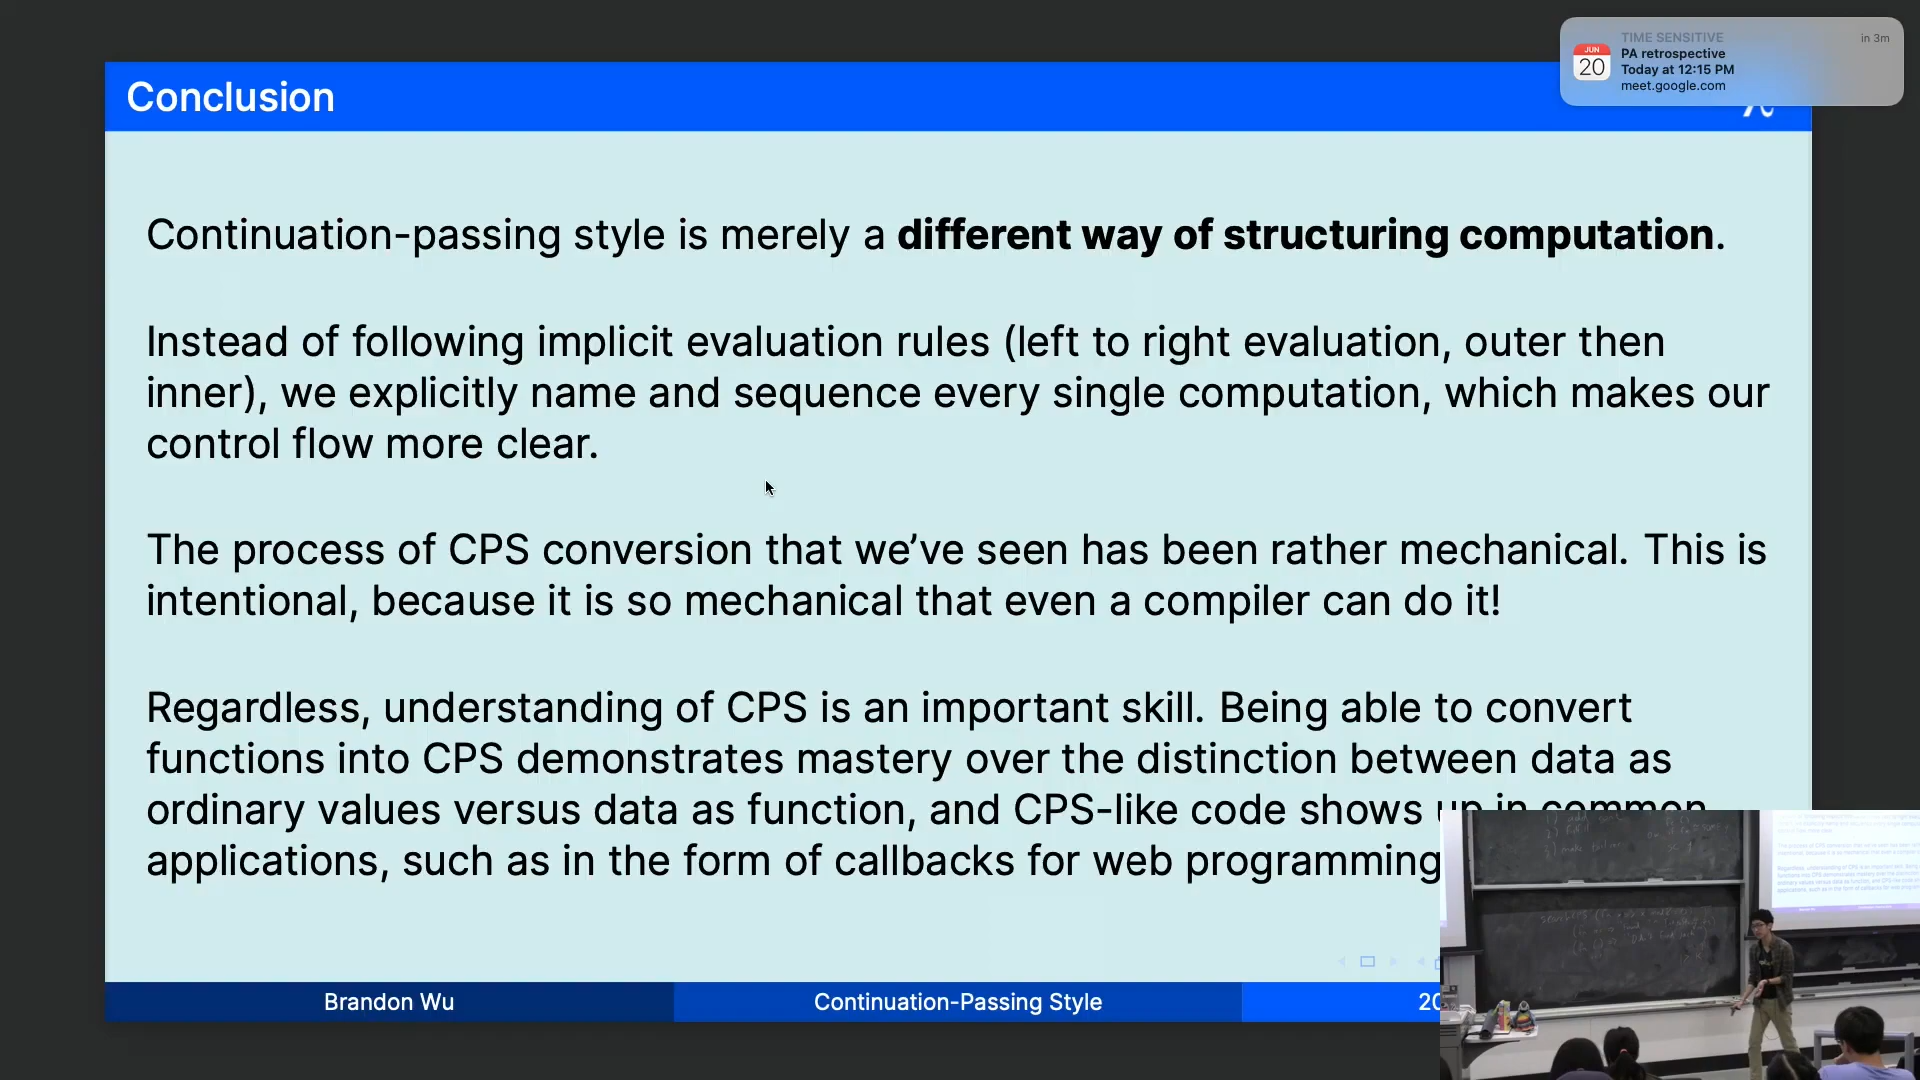 TIME SENSITIVE
in 3m
JUN
20
PA retrospective
Today at 12:15 PM
meet.google.com
Conclusion
Continuation-passing style is merely a different way of structuring computation.
Instead of following implicit evaluation rules (left to right evaluation, outer then
inner), we explicitly name and sequence every single computation, which makes our
control flow more clear.
The process of CPS conversion that we’ve seen has been rather mechanical. This is
intentional, because it is so mechanical that even a compiler can do it!
Regardless, understanding of CPS is an important skill. Being able to convert
functions into CPS demonstrates mastery over the distinction between data as
ordinary values versus data as function, and CPS-like code shows up in common
applications, such as in the form of callbacks for web programming
Brandon Wu
Continuation-Passing Style